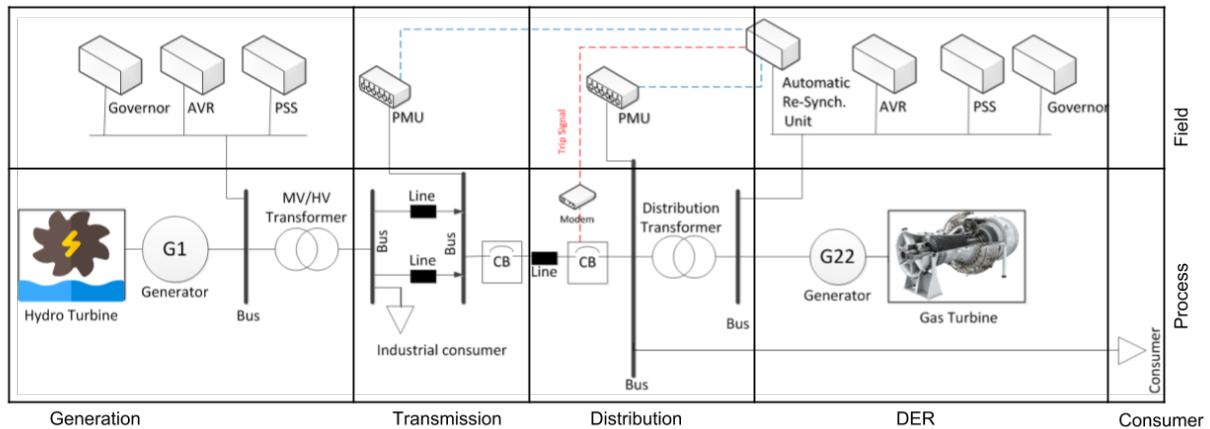 Governor
AVR
PSS
PMU
Trip Signal
PMU
Automatic
Re-Synch.
Unit
AVR
PSS
Governor
Field
Hydro Turbine
G1
Generator
Bus
MV/HV
Transformer
Bus
Line
Line
Bus
Industrial consumer
CB
Line
Modem
CB
Bus
Distribution
Transformer
Bus
G22
Generator
Gas Turbine
Consumer
Process
Generation
Transmission
Distribution
DER
Consumer